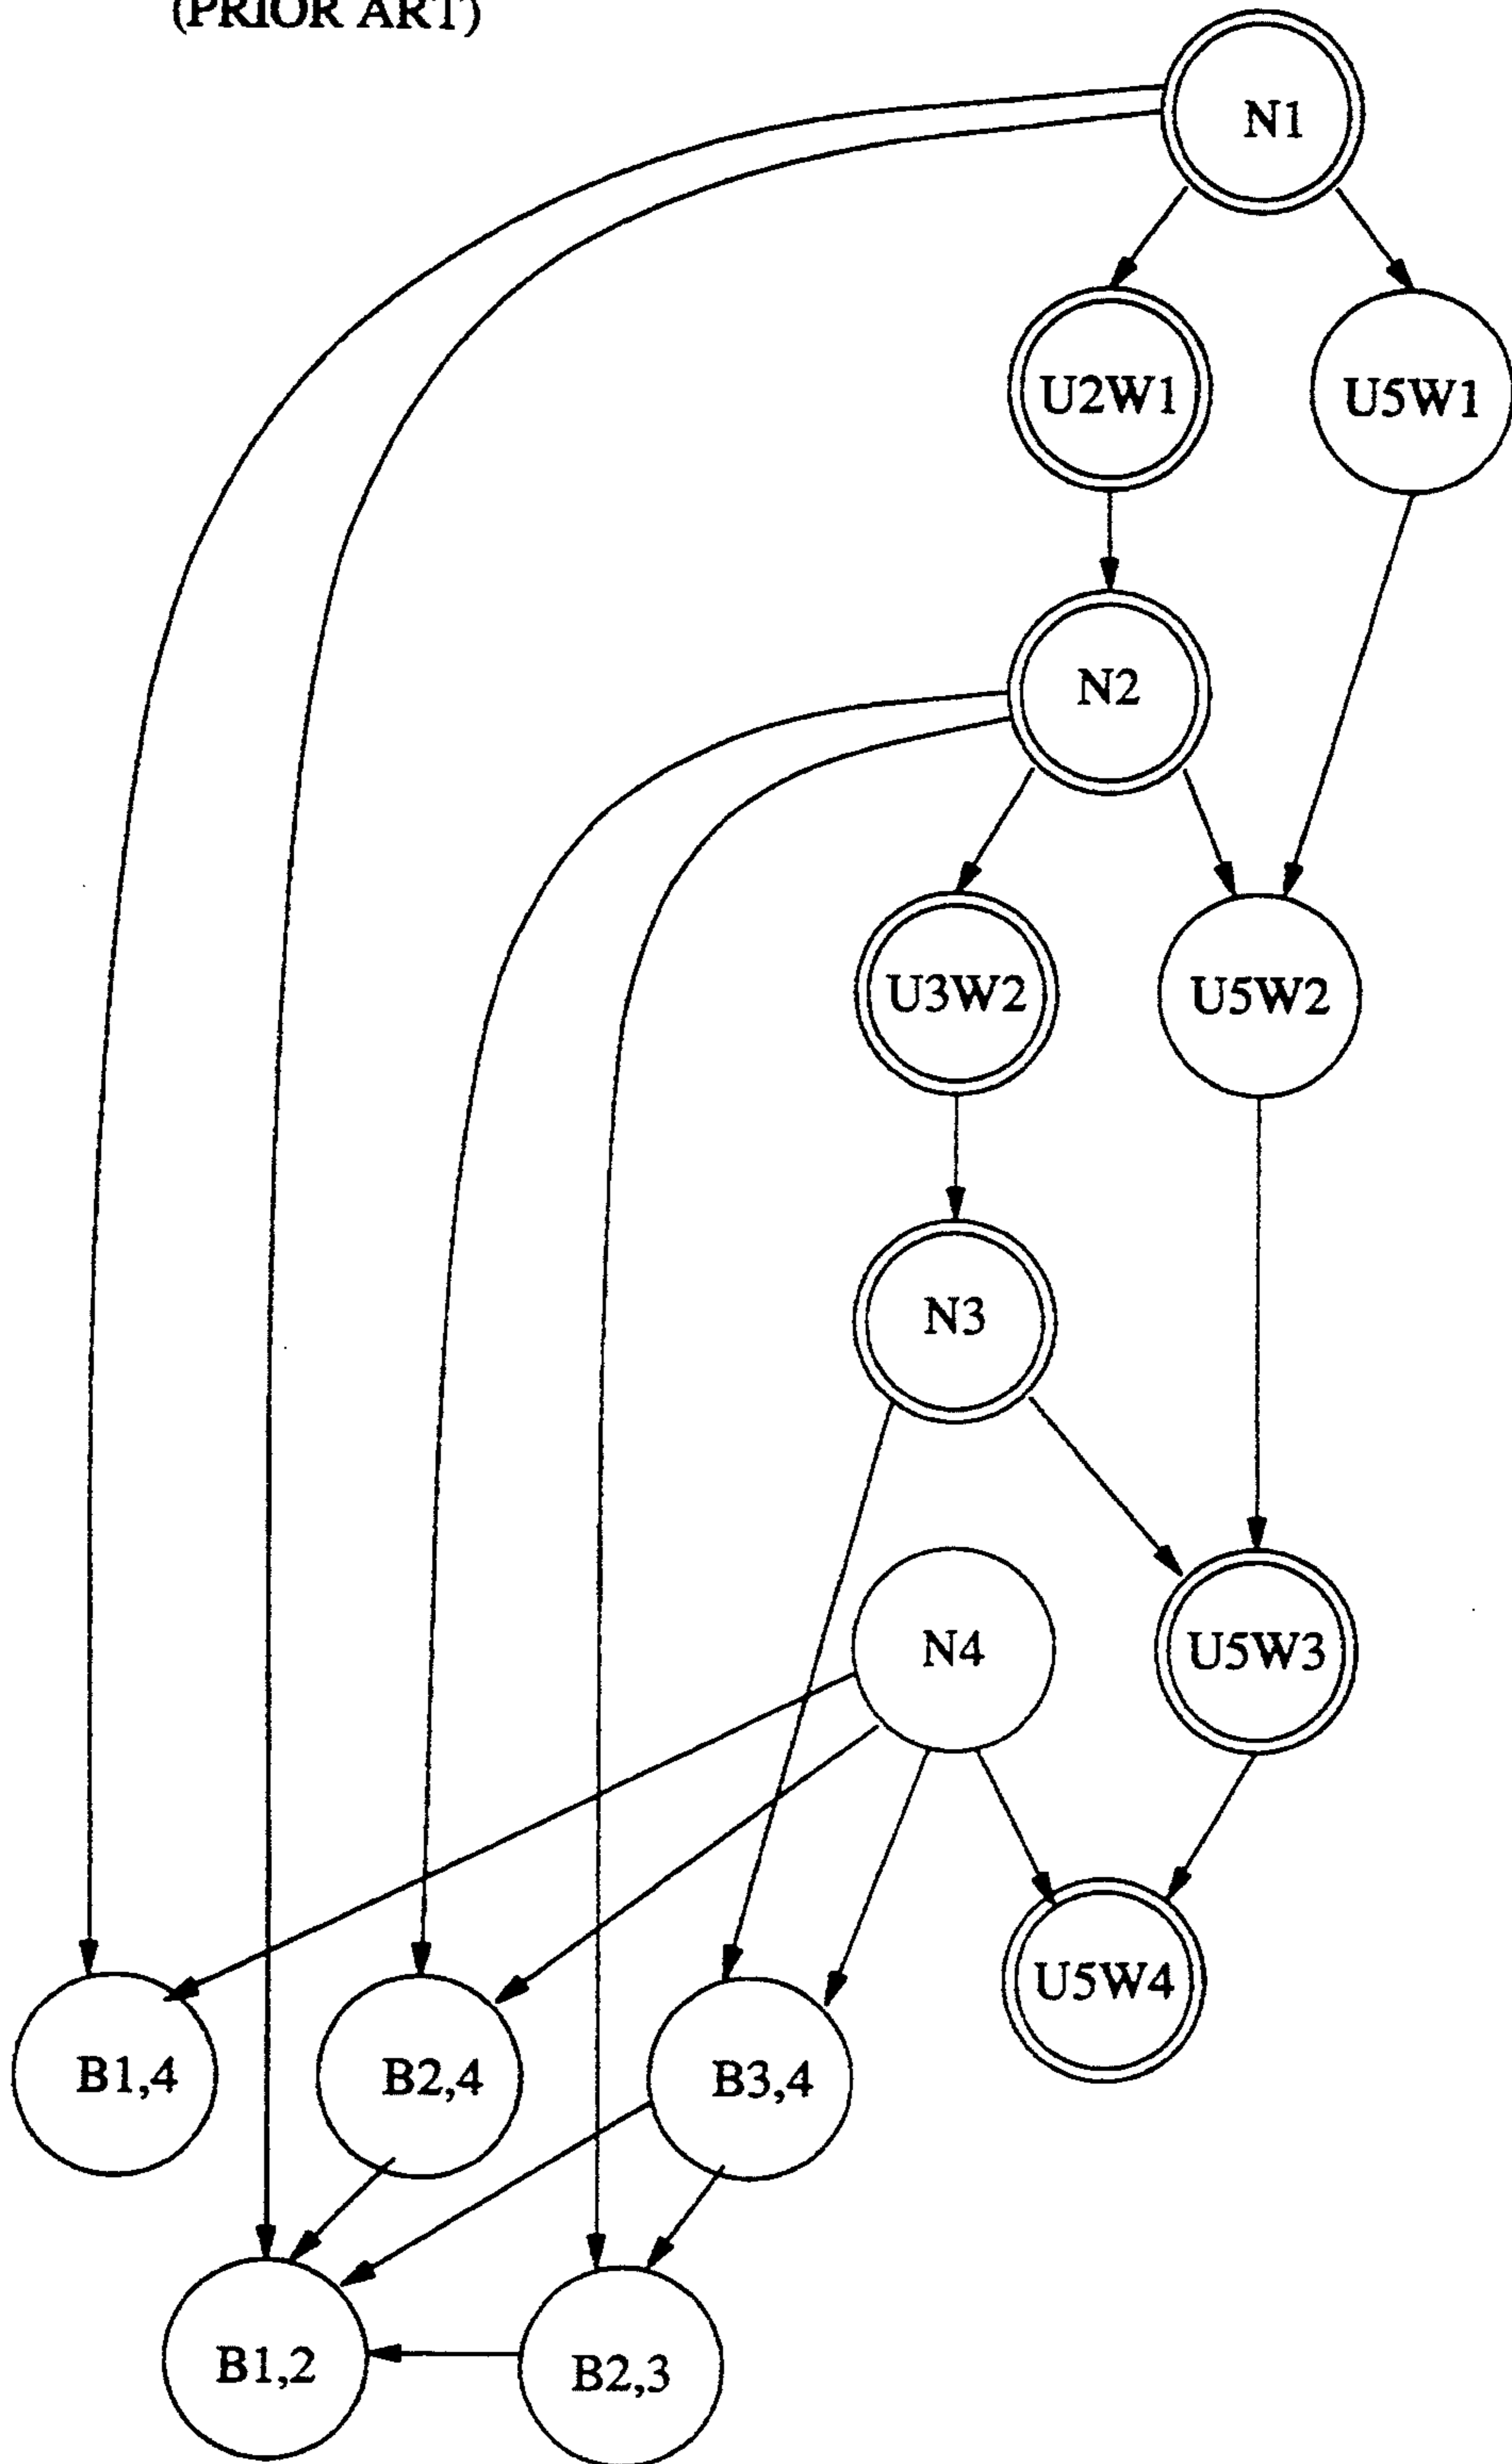 (PRIOR ART)
N1
U2W1
U5W1
N2
U3W2
U5W2
N3
N4
U5W3
U5W4
B1,4
B2,4
B3,4
B1,2
B2,3